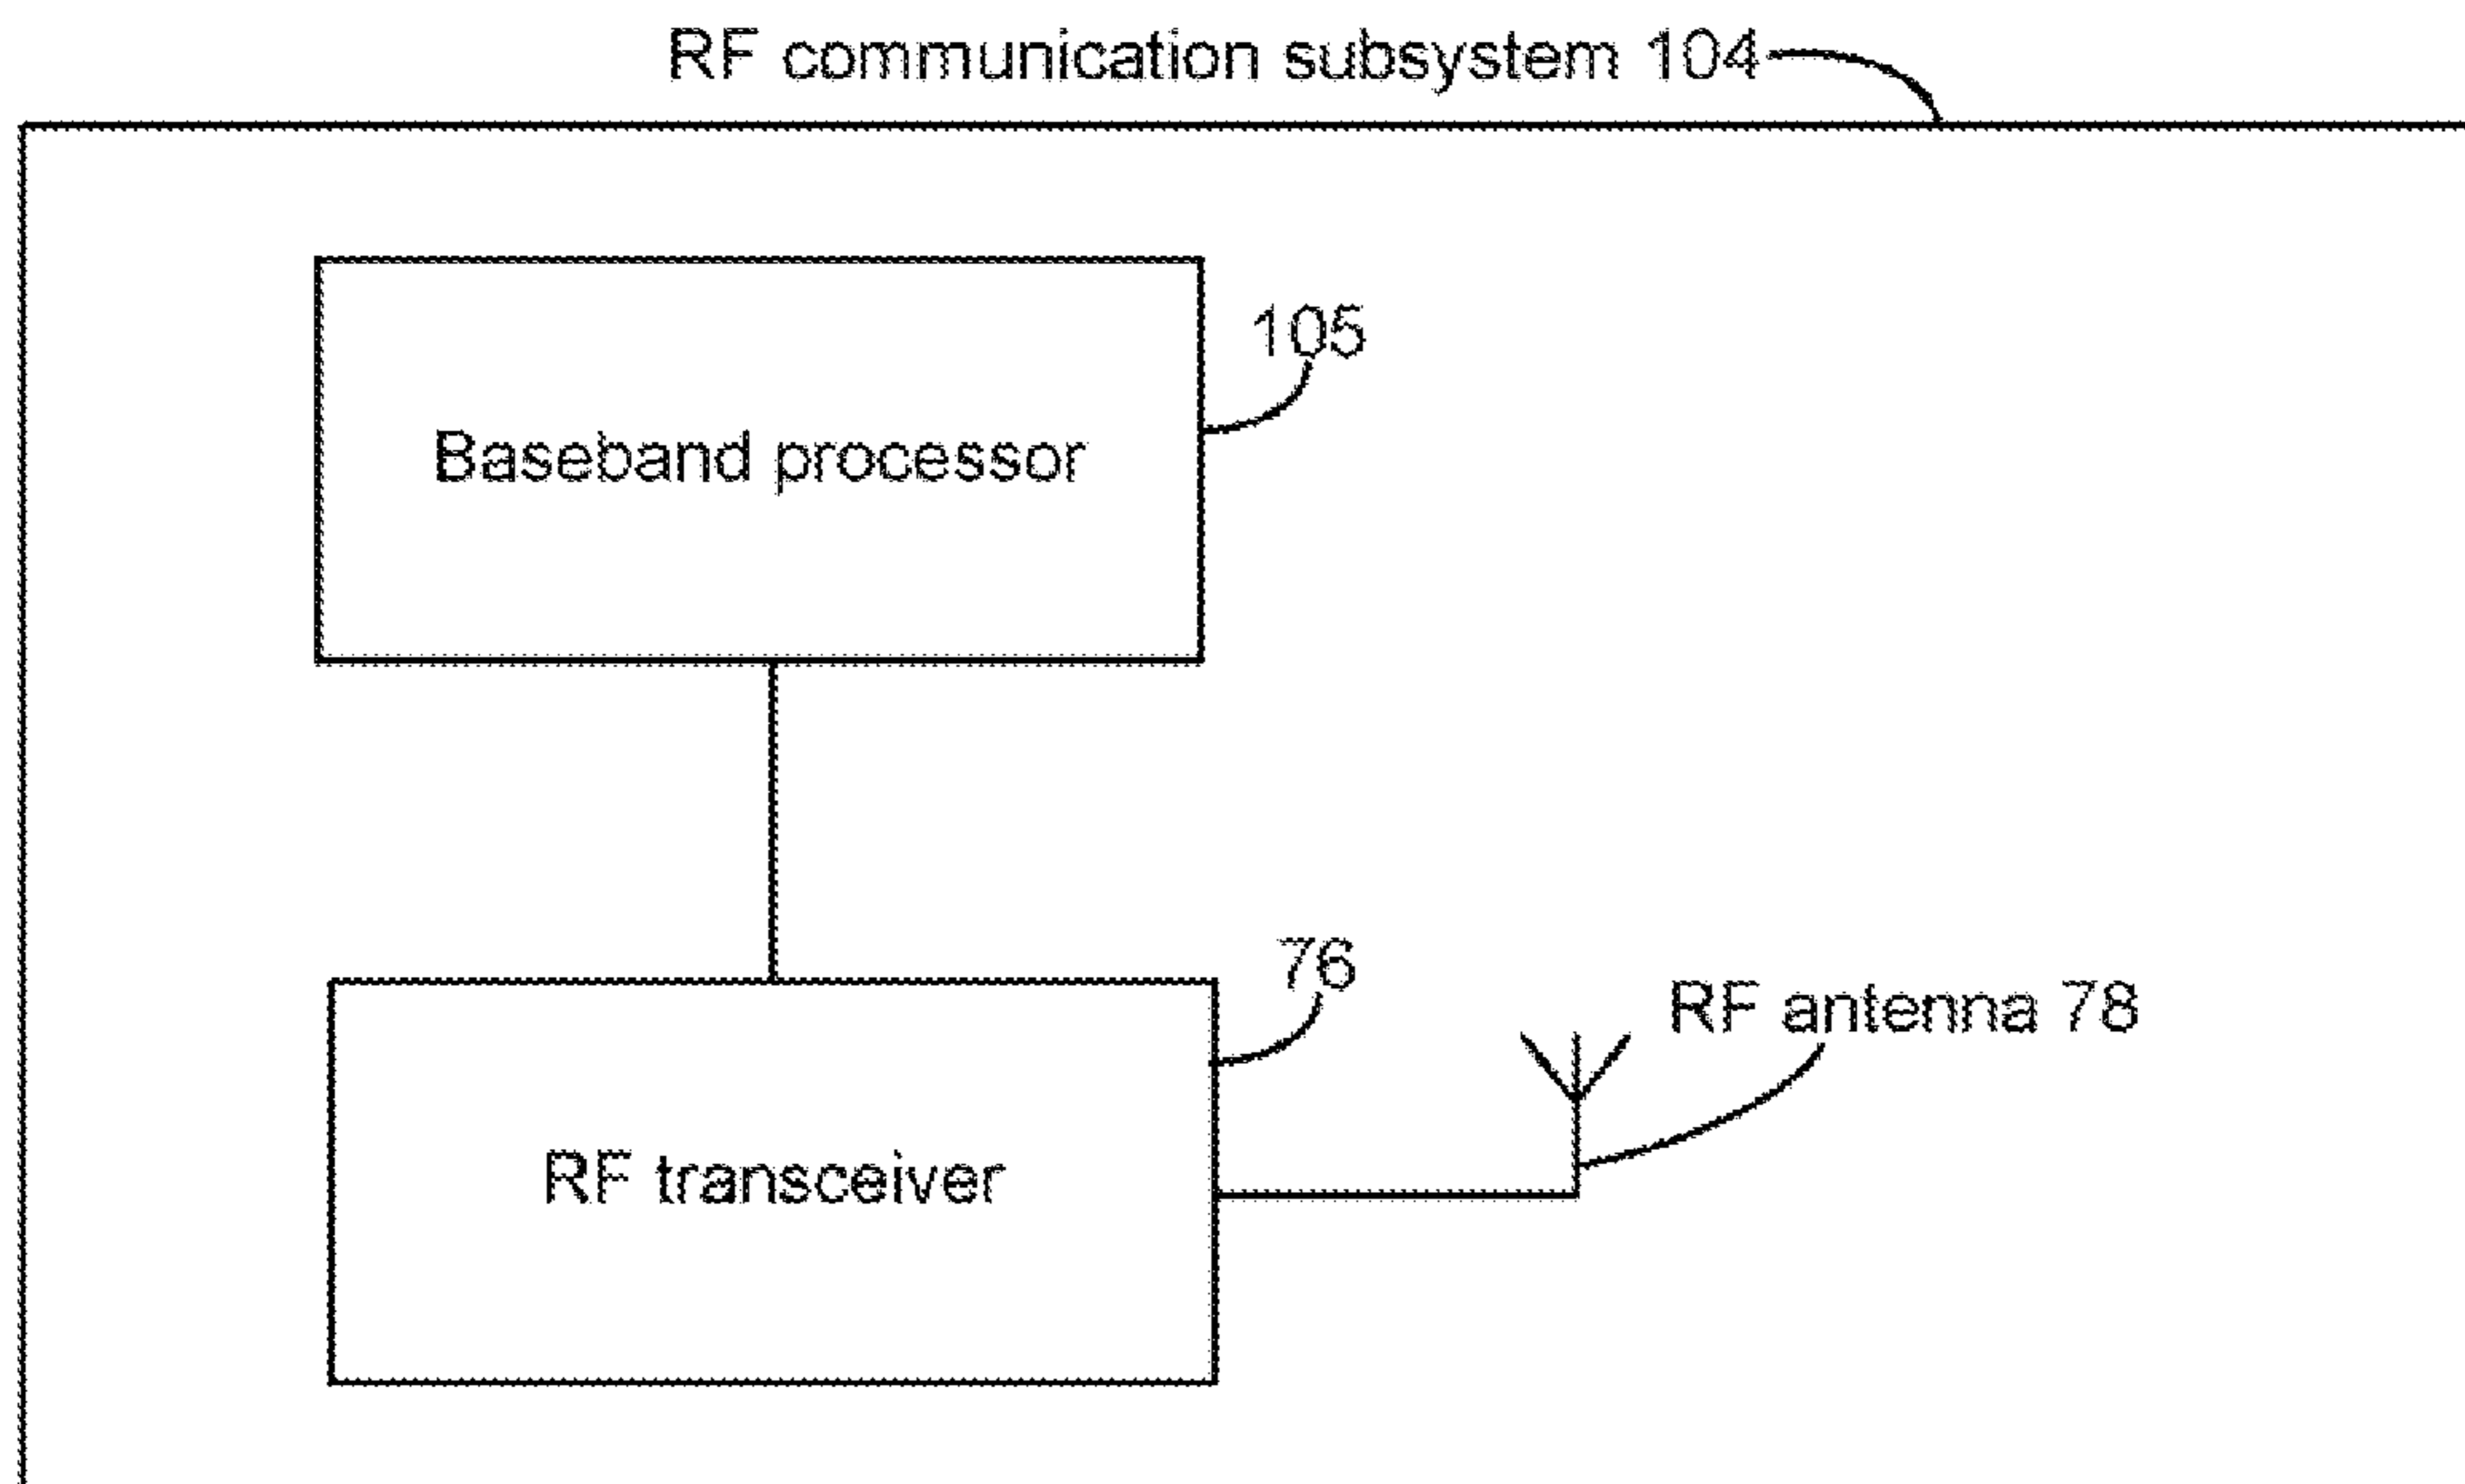 RF communication subsystem 104
105
Baseband processor
76
RF antenna 78
RF transceiver